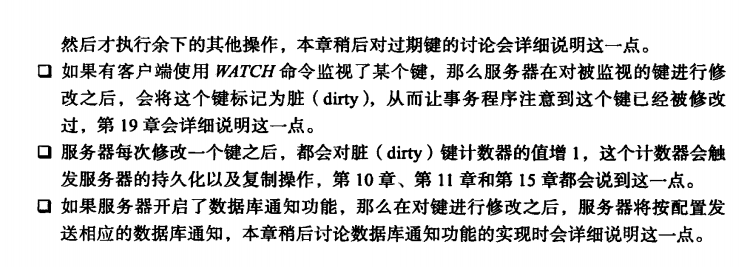 然后才执行余下的其他操作，本章稍后对过期键的讨论会详细说明这一点。
❏ 如果有客户端使用 WATCH 命令监视了某个键，那么服务器在对被监视的键进行修
改之后，会将这个键标记为脏（dirty），从而让事务程序注意到这个键已经被修改
过，第 19 章会详细说明这一点。
❏ 服务器每次修改一个键之后，都会对脏（dirty）键计数器的值增 1，这个计数器会触
发服务器的持久化以及复制操作，第 10 章、第 11 章和第 15 章都会说到这一点。
❏ 如果服务器开启了数据库通知功能，那么在对键进行修改之后，服务器将按配置发
送相应的数据库通知，本章稍后讨论数据库通知功能的实现时会详细说明这一点。